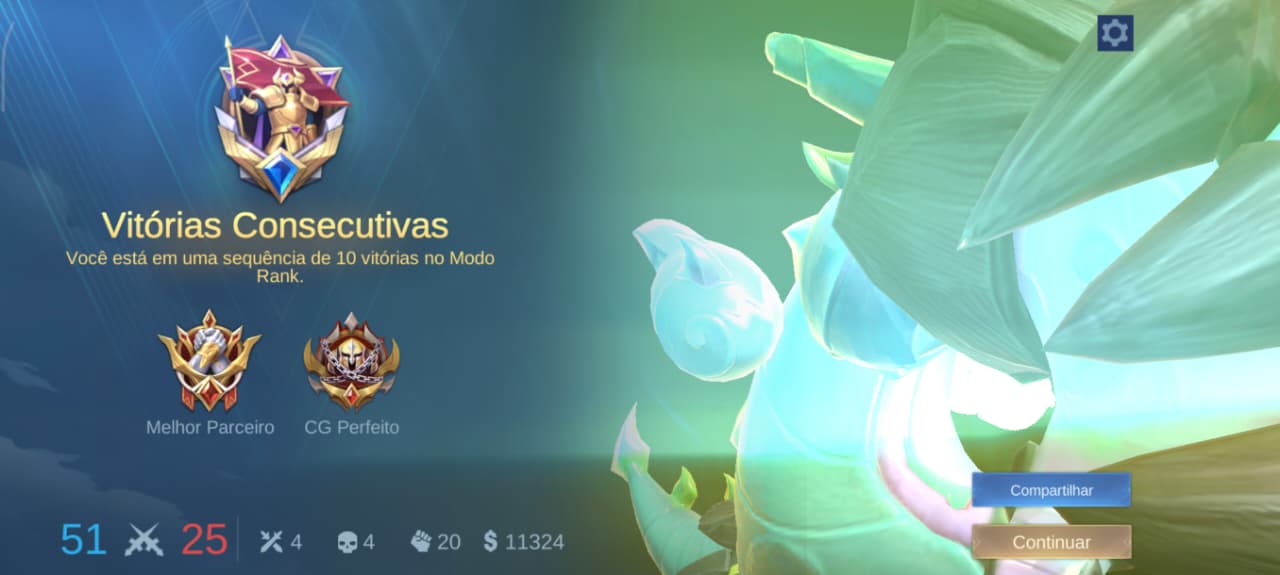 Vitórias Consecutivas
Você está em uma sequência de 10 vitórias no Modo
Rank.
Melhor Parceiro CG Perfeito
51 25 4 4 20 $ 11324
Compartilhar
Continuar